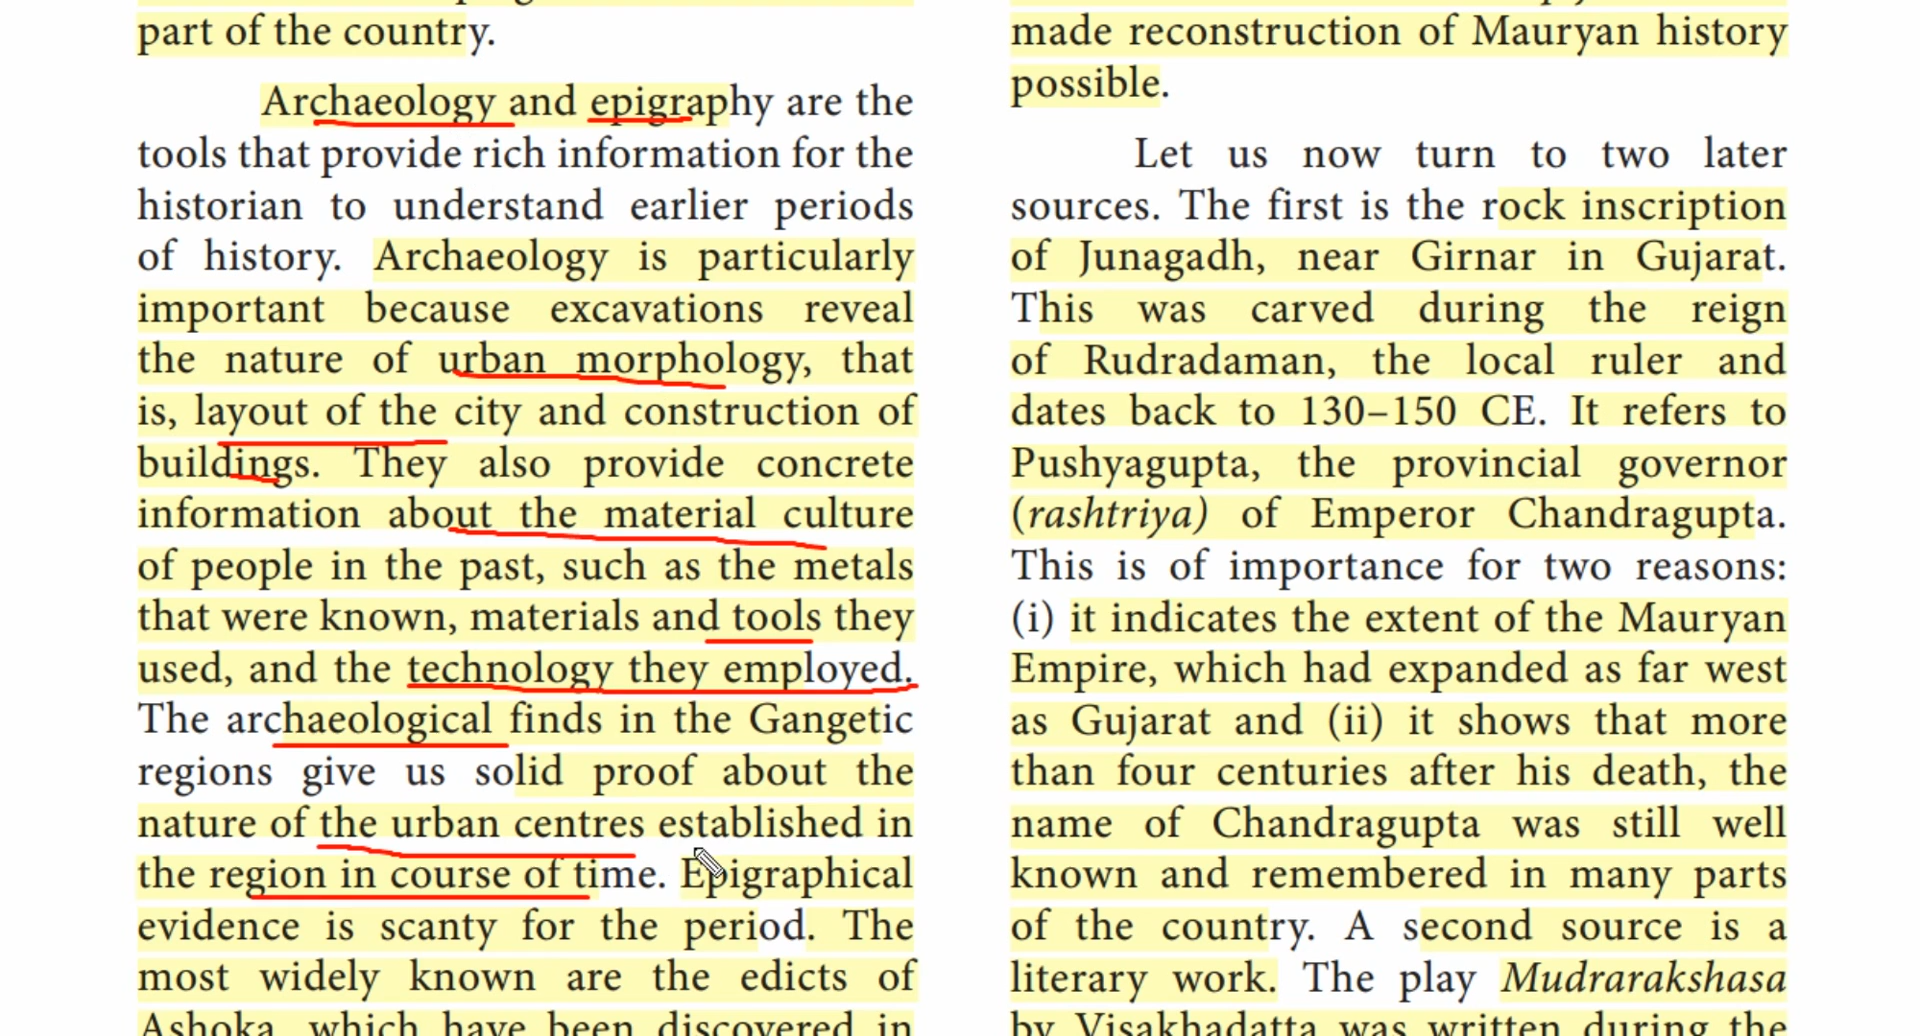 part of the country.
Archaeology and epigraphy are the
tools that provide rich information for the
historian to understand earlier periods
of history. Archaeology is particularly
important because excavations reveal
the nature of urban morphology, that
is, layout of the city and construction of
buildings. They also provide concrete
information about the material culture
of people in the past, such as the metals
that were known, materials and tools they
used, and the technology they employed.
The archaeological finds in the Gangetic
regions give us solid proof about the
nature of the urban centres established in
the region in course of time. Epigraphical
evidence is scanty for the period. The
most widely known are the edicts of
Ashoka, which have been discovered in
made reconstruction of Mauryan history
possible.
Let us now turn to two later
sources. The first is the rock inscription
of Junagadh, near Girnar in Gujarat.
This was carved during the reign
of Rudradaman, the local ruler and
dates back to 130–150 CE. It refers to
Pushyagupta, the provincial governor
(rashtriya) of Emperor Chandragupta.
This is of importance for two reasons:
(i) it indicates the extent of the Mauryan
Empire, which had expanded as far west
as Gujarat and (ii) it shows that more
than four centuries after his death, the
name of Chandragupta was still well
known and remembered in many parts
of the country. A second source is a
literary work. The play Mudrarakshasa
by Visakhadatta was written during the